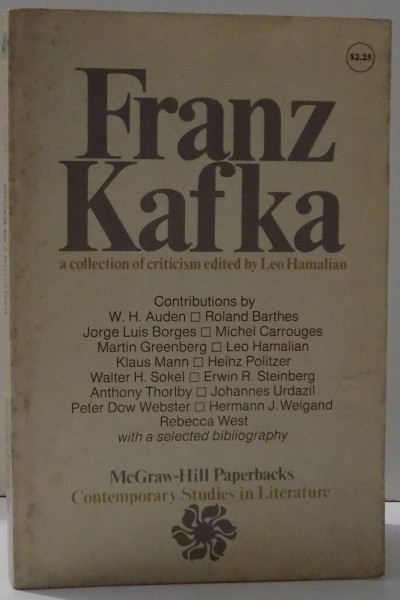 $2.25
Franz
Kafka
a collection of criticism edited by Leo Hamalian
Contributions by
W. H. Auden □ Roland Barthes
Jorge Luis Borges □ Michel Carrouges
Martin Greenberg □ Leo Hamalian
Klaus Mann □ Heinz Politzer
Walter H. Sokel □ Erwin R. Steinberg
Anthony Thorlby □ Johannes Urdazil
Peter Dow Webster □ Hermann J. Weigand
Rebecca West
with a selected bibliography
McGraw-Hill Paperbacks
Contemporary Studies in Literature